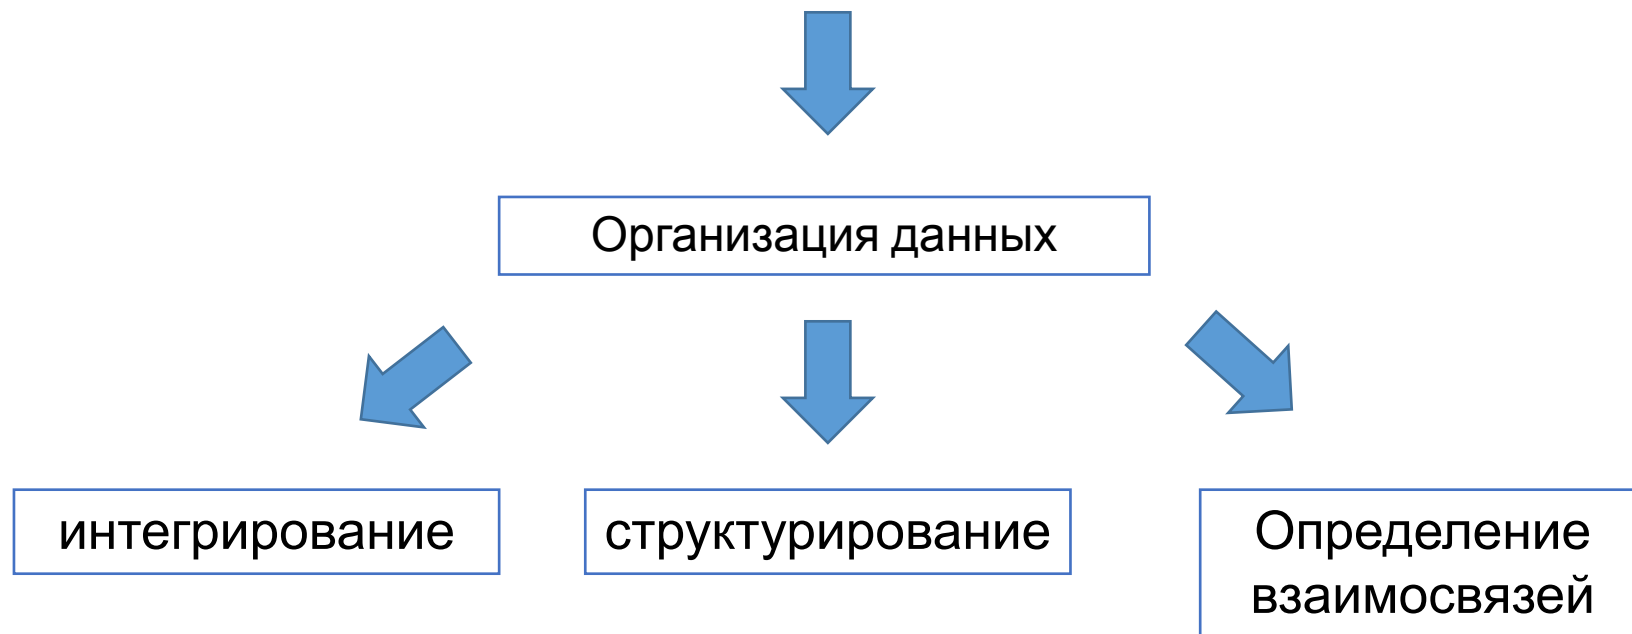 Организация данных
интегрирование
структурирование
Определение
взаимосвязей